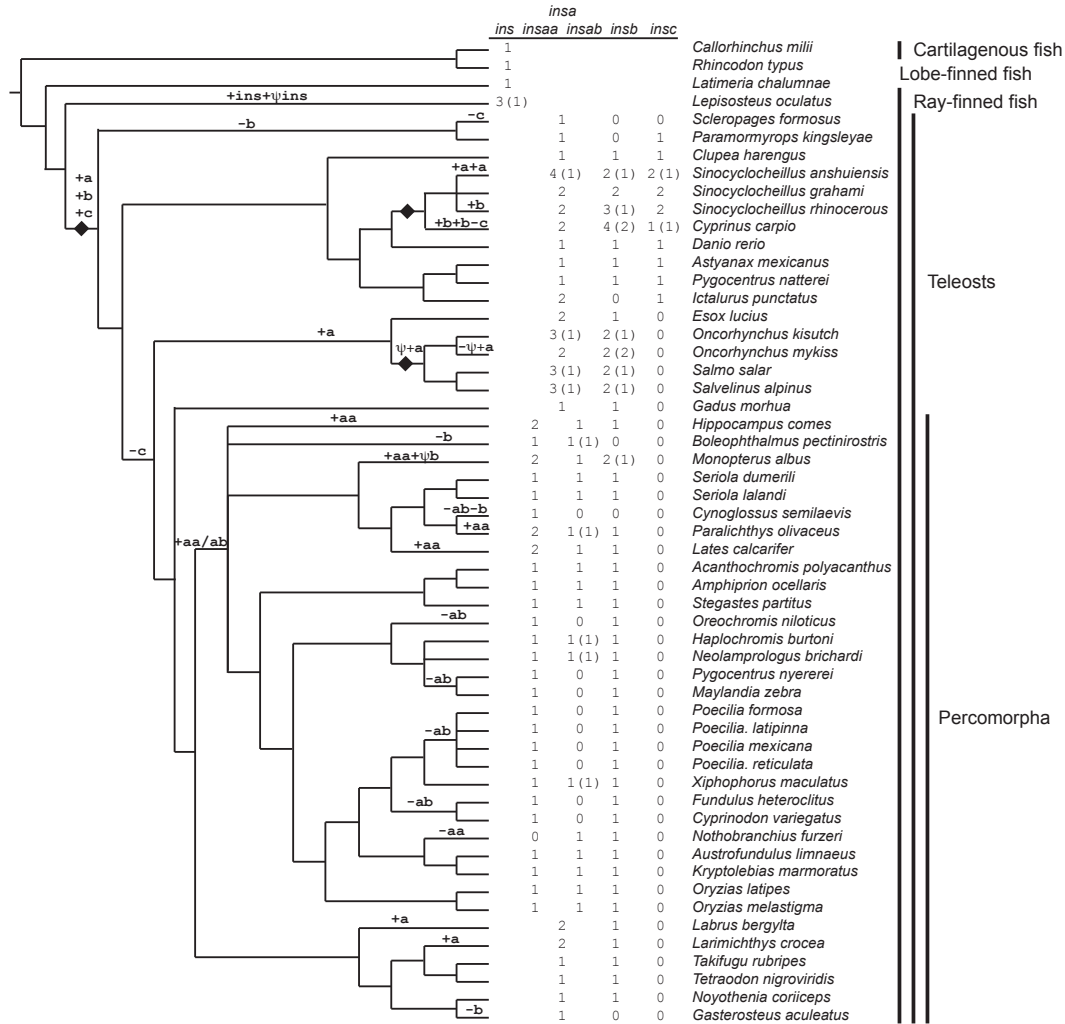 insa
ins insaa insab insb insc
1 Callorhinchus milii
Cartilagenous fish
1 Rhincodon typus
Lobe-finned fish
1 Latimeria chalumnae
+ins+ψins 3(1) Lepisosteus oculatus
Ray-finned fish
-c 1 0 0 Scleropages formosus
-b 1 0 1 Paramormyrops kingsleyae
1 1 1 Clupea harengus
+a+a 4(1) 2(1) 2(1) Sinocyclocheillus anshuiensis
+a
+b
+c
2 2 2 Sinocyclocheillus grahami
+b 2 3(1) 2 Sinocyclocheillus rhinocerous
+b+b-c 2 4(2) 1(1) Cyprinus carpio
1 1 1 Danio rerio
1 1 1 Astyanax mexicanus
1 1 1 Pygocentrus natterei
Teleosts
2 0 1 Ictalurus punctatus
2 1 0 Esox lucius
+a 3(1) 2(1) 0 Oncorhynchus kisutch
ψ+a -ψ+a 2 2(2) 0 Oncorhynchus mykiss
3(1) 2(1) 0 Salmo salar
3(1) 2(1) 0 Salvelinus alpinus
1 1 0 Gadus morhua
+aa 2 1 1 0 Hippocampus comes
-b 1 1(1) 0 0 Boleophthalmus pectinirostris
-c +aa+ψb 2 1 2(1) 0 Monopterus albus
1 1 1 0 Seriola dumerili
1 1 1 0 Seriola lalandi
-ab-b 1 0 0 0 Cynoglossus semilaevis
+aa 2 1(1) 1 0 Paralichthys olivaceus
+aa/ab +aa 2 1 1 0 Lates calcarifer
1 1 1 0 Acanthochromis polyacanthus
1 1 1 0 Amphiprion ocellaris
1 1 1 0 Stegastes partitus
-ab 1 0 1 0 Oreochromis niloticus
1 1(1) 1 0 Haplochromis burtoni
1 1(1) 1 0 Neolamprologus brichardi
-ab 1 0 1 0 Pygocentrus nyererei
1 0 1 0 Maylandia zebra
1 0 1 0 Poecilia formosa
Percomorpha
-ab 1 0 1 0 Poecilia. latipinna
1 0 1 0 Poecilia mexicana
1 0 1 0 Poecilia. reticulata
1 1(1) 1 0 Xiphophorus maculatus
-ab 1 0 1 0 Fundulus heteroclitus
1 0 1 0 Cyprinodon variegatus
-aa 0 1 1 0 Nothobranchius furzeri
1 1 1 0 Austrofundulus limnaeus
1 1 1 0 Kryptolebias marmoratus
1 1 1 0 Oryzias latipes
1 1 1 0 Oryzias melastigma
+a 2 1 0 Labrus bergylta
+a 2 1 0 Larimichthys crocea
1 1 0 Takifugu rubripes
1 1 0 Tetraodon nigroviridis
1 1 0 Noyothenia coriiceps
-b 1 0 0 Gasterosteus aculeatus